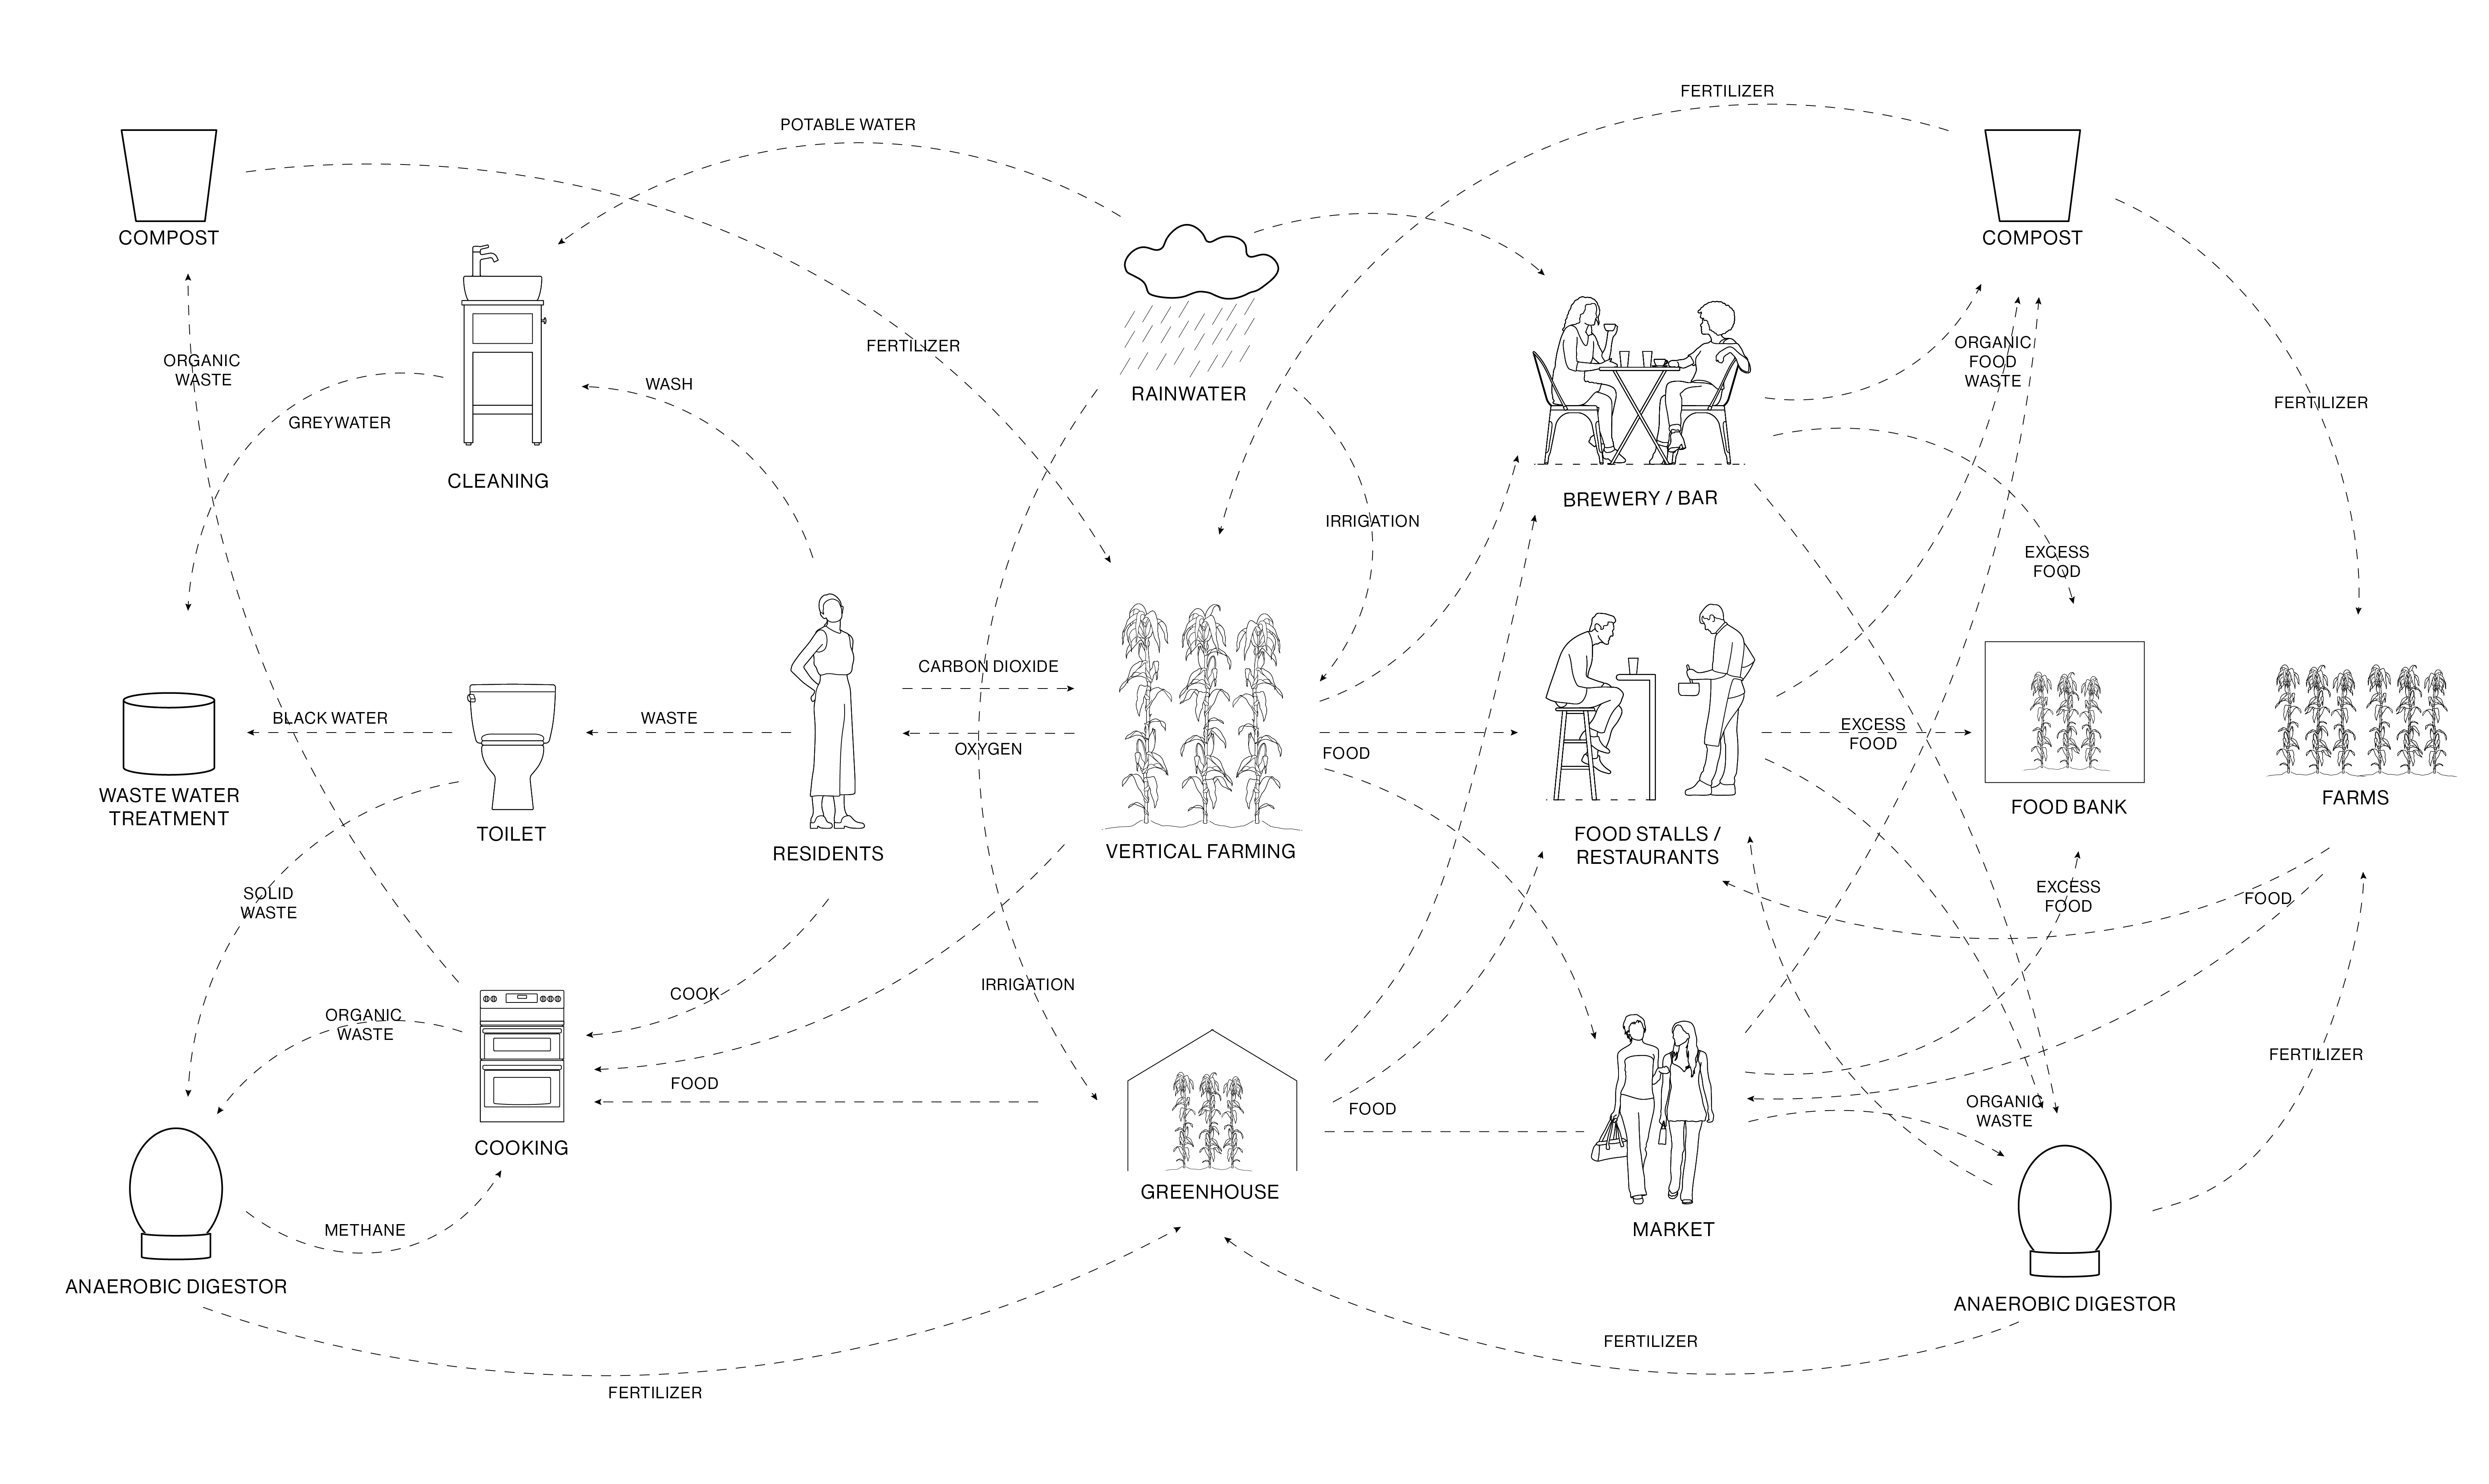 FERTILIZER
POTABLE WATER
COMPOST
COMPOST
ORGANIC
WASTE
FERTILIZER
ORGANIC
FOOD
WASTE
WASH
RAINWATER
FERTILIZER
GREYWATER
CLEANING
BREWERY / BAR
IRRIGATION
EXCESS
FOOD
CARBON DIOXIDE
BLACK WATER
WASTE
OXYGEN
FOOD
EXCESS
FOOD
WASTE WATER
TREATMENT
TOILET
RESIDENTS
VERTICAL FARMING
FOOD STALLS /
RESTAURANTS
FOOD BANK
FARMS
SOLID
WASTE
EXCESS
FOOD
FOOD
COOK
IRRIGATION
ORGANIC
WASTE
FERTILIZER
FOOD
FOOD
ORGANIC
WASTE
COOKING
GREENHOUSE
METHANE
MARKET
ANAEROBIC DIGESTOR
ANAEROBIC DIGESTOR
FERTILIZER
FERTILIZER